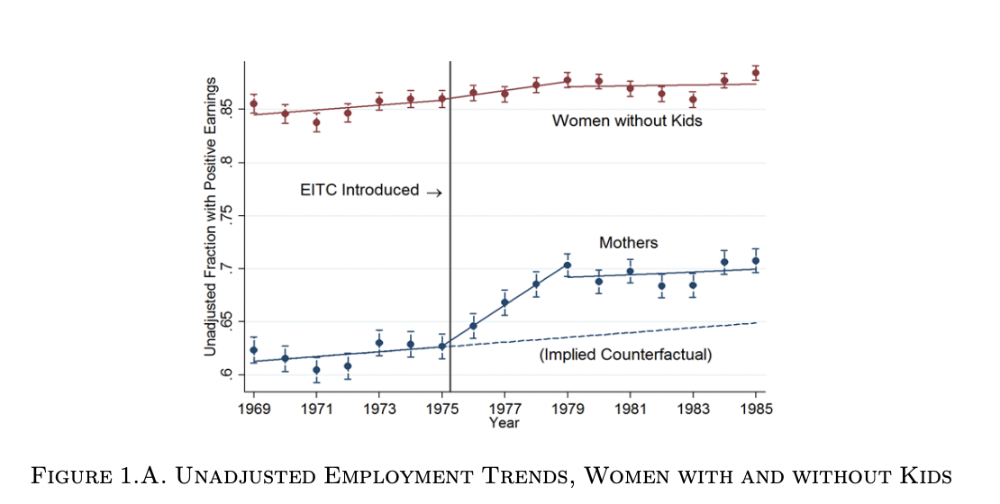 Unadjusted Fraction with Positive Earnings
.85
.8
.75
.7
.65
.6
Women without Kids
EITC Introduced →
Mothers
(Implied Counterfactual)
1969 1971 1973 1975 1977 1979 1981 1983 1985
Year
Figure 1.A. Unadjusted Employment Trends, Women with and without Kids